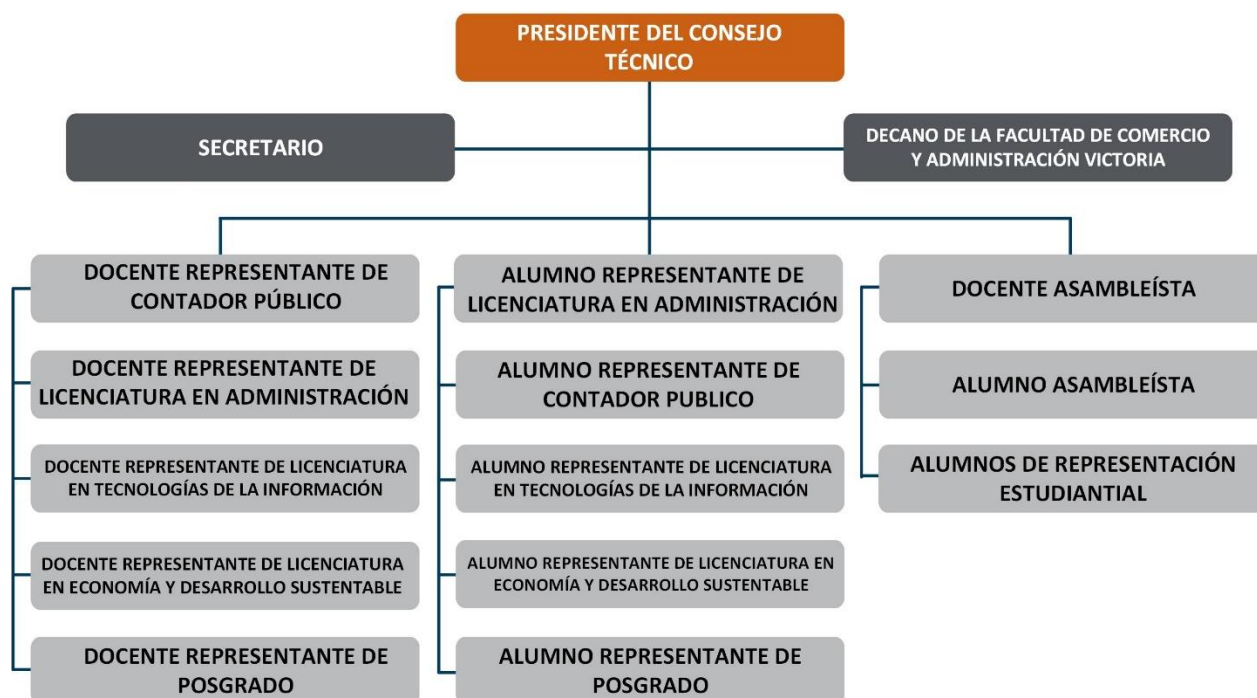 PRESIDENTE DEL CONSEJO
TÉCNICO
SECRETARIO
DECANO DE LA FACULTAD DE COMERCIO
Y ADMINISTRACIÓN VICTORIA
DOCENTE REPRESENTANTE DE
CONTADOR PÚBLICO
DOCENTE REPRESENTANTE DE
LICENCIATURA EN ADMINISTRACIÓN
DOCENTE REPRESENTANTE DE LICENCIATURA
EN TECNOLOGÍAS DE LA INFORMACIÓN
DOCENTE REPRESENTANTE DE LICENCIATURA
EN ECONOMÍA Y DESARROLLO SUSTENTABLE
DOCENTE REPRESENTANTE DE
POSGRADO
ALUMNO REPRESENTANTE DE
LICENCIATURA EN ADMINISTRACIÓN
ALUMNO REPRESENTANTE DE
CONTADOR PUBLICO
ALUMNO REPRESENTANTE DE LICENCIATURA
EN TECNOLOGÍAS DE LA INFORMACIÓN
ALUMNO REPRESENTANTE DE LICENCIATURA EN
ECONOMÍA Y DESARROLLO SUSTENTABLE
ALUMNO REPRESENTANTE DE
POSGRADO
DOCENTE ASAMBLEÍSTA
ALUMNO ASAMBLEÍSTA
ALUMNOS DE REPRESENTACIÓN
ESTUDIANTIAL